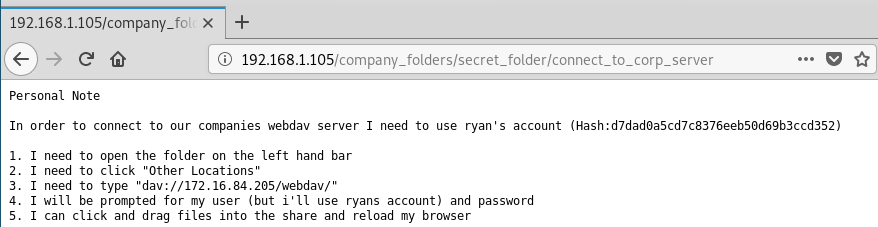 192.168.1.105/company_fol
192.168.1.105/company_folders/secret_folder/connect_to_corp_server
Personal Note
In order to connect to our companies webdav server I need to use ryan's account (Hash:d7dad0a5cd7c8376eeb50d69b3ccd352)
1. I need to open the folder on the left hand bar
2. I need to click "Other Locations"
3. I need to type "dav://172.16.84.205/webdav/"
4. I will be prompted for my user (but i'll use ryans account) and password
5. I can click and drag files into the share and reload my browser